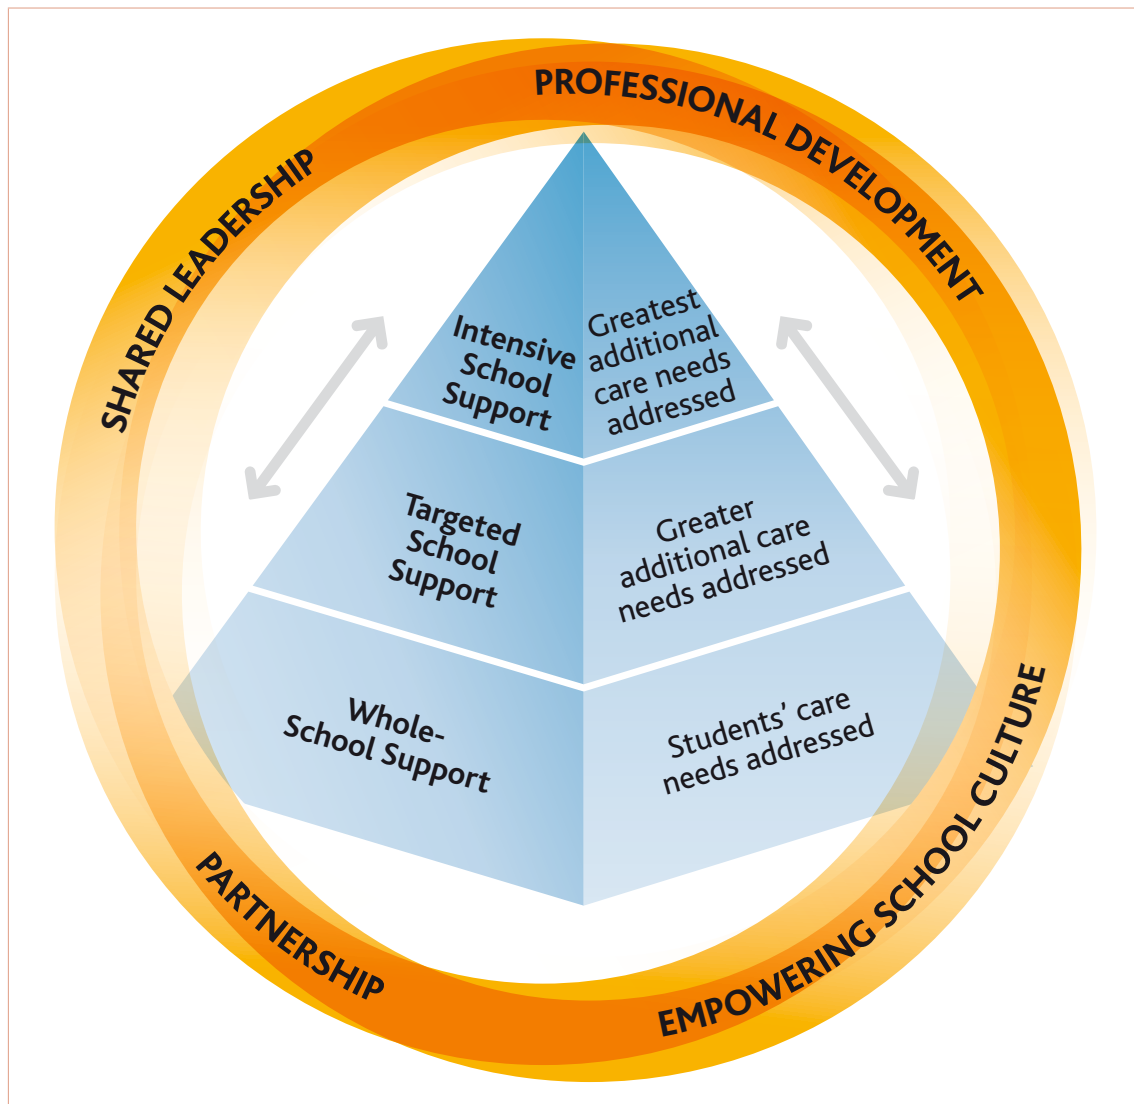 PROFESSIONAL DEVELOPMENT
SHARED LEADERSHIP
Intensive
School
Support
Greatest
additional
care needs
addressed
Targeted
School
Support
Greater
additional care
needs addressed
Whole-
School Support
Students’ care
needs addressed
PARTNERSHIP
EMPOWERING SCHOOL CULTURE